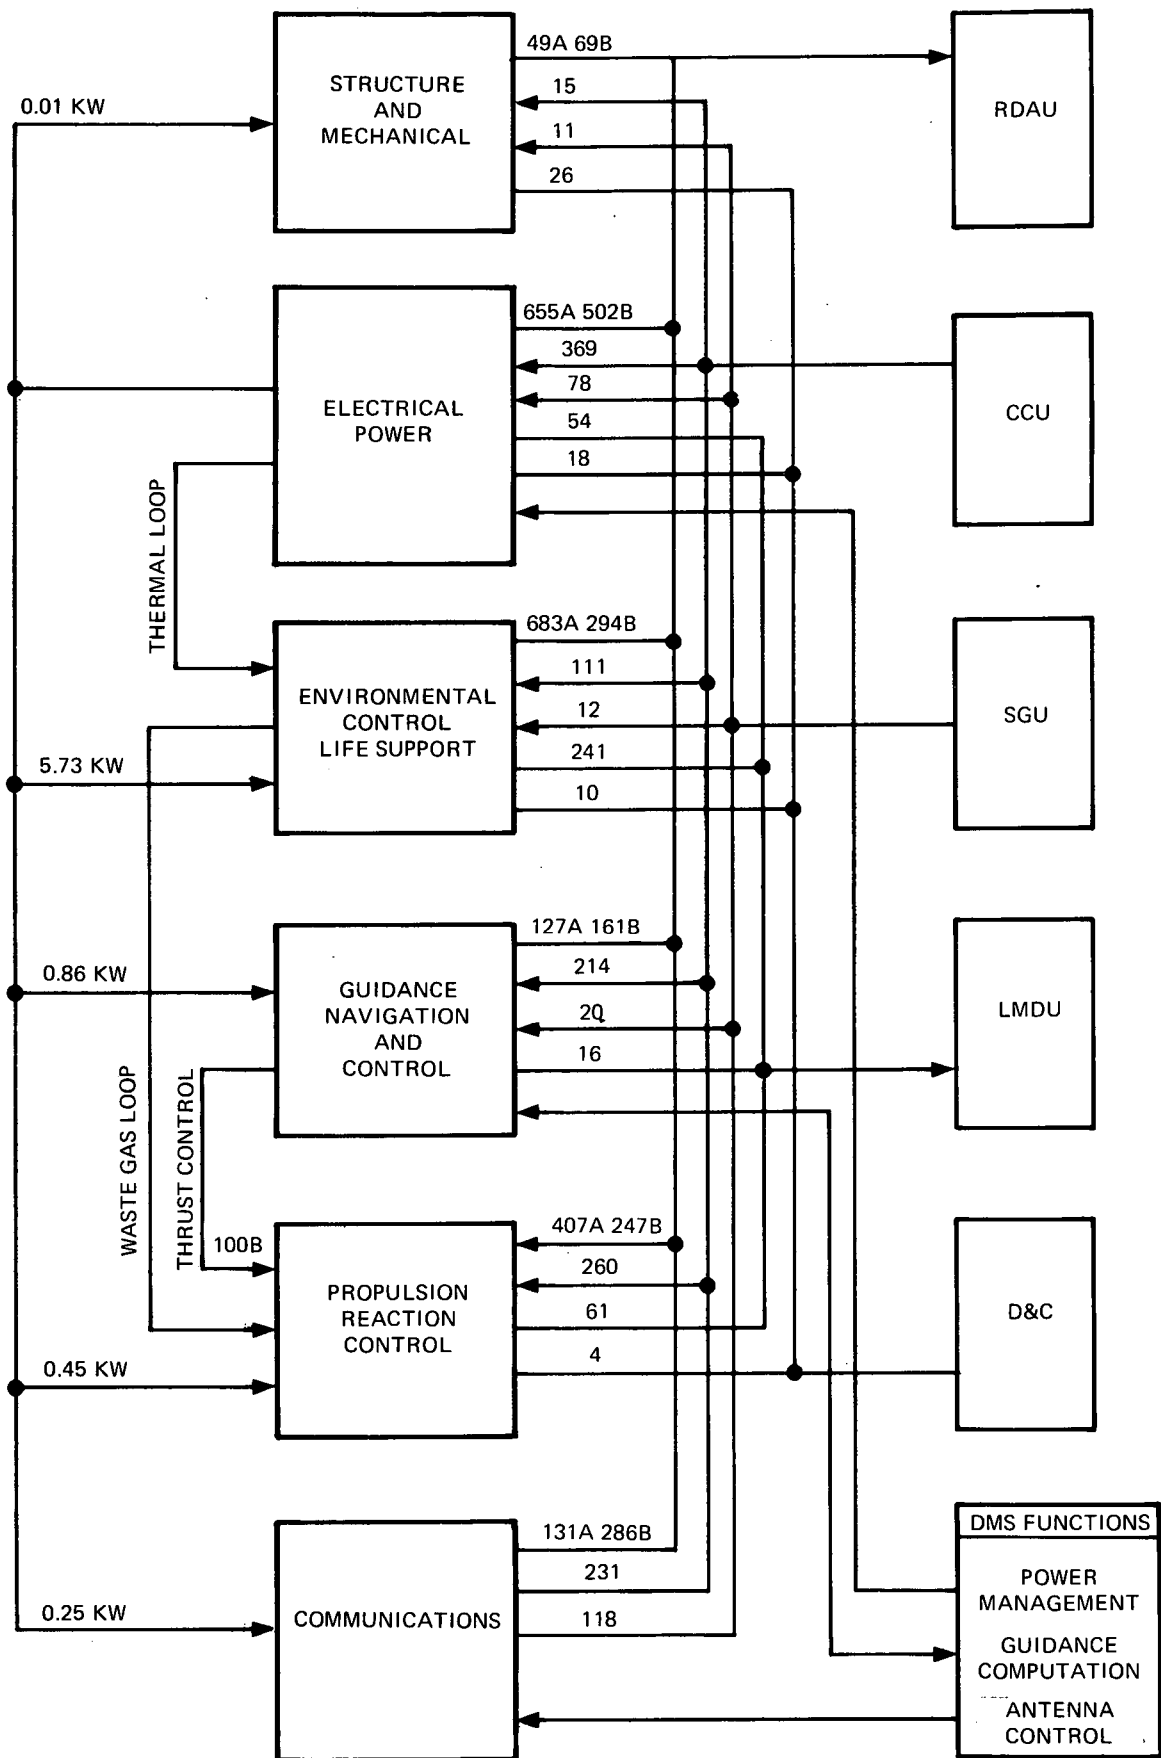 49A 69B
STRUCTURE
AND
MECHANICAL
0.01 KW
15
11
26
RDAU
655A 502B
369
78
54
18
ELECTRICAL
POWER
CCU
THERMAL LOOP
683A 294B
111
12
241
10
ENVIRONMENTAL
CONTROL
LIFE SUPPORT
SGU
5.73 KW
127A 161B
214
20
16
0.86 KW
GUIDANCE
NAVIGATION
AND
CONTROL
LMDU
WASTE GAS LOOP
THRUST CONTROL
100B
407A 247B
260
61
4
PROPULSION
REACTION
CONTROL
D&C
0.45 KW
131A 286B
231
118
COMMUNICATIONS
0.25 KW
DMS FUNCTIONS
POWER
MANAGEMENT
GUIDANCE
COMPUTATION
ANTENNA
CONTROL